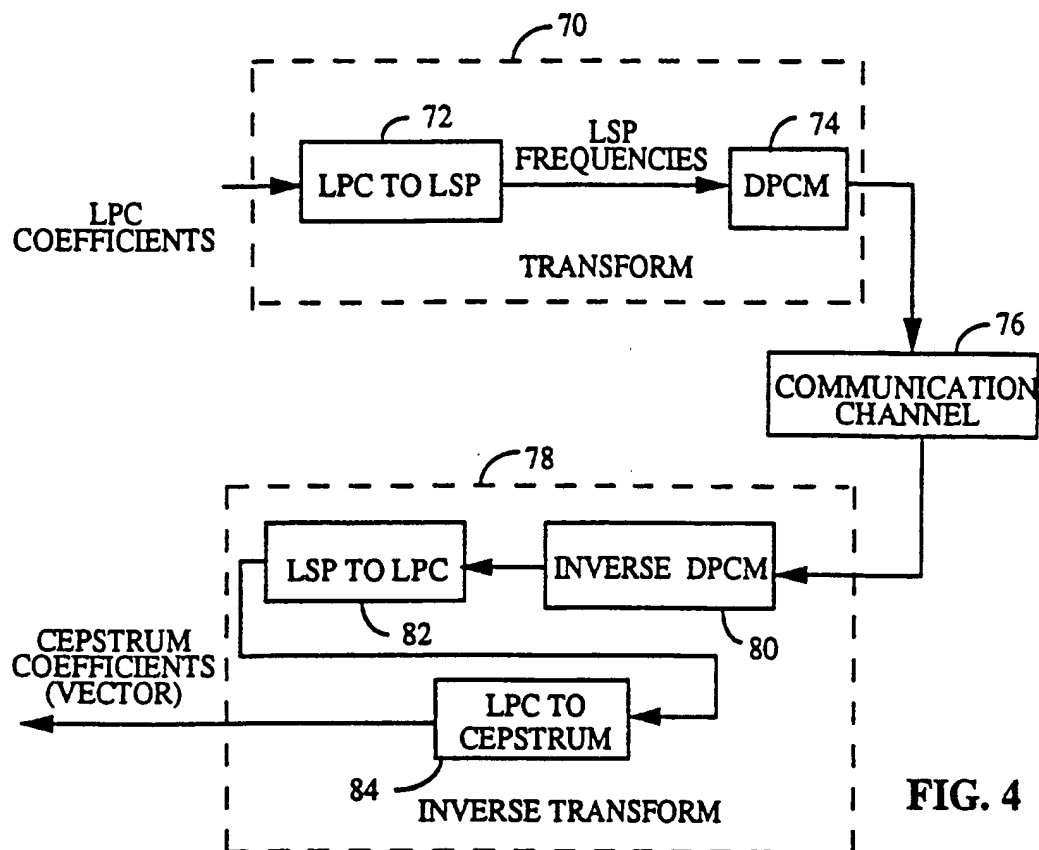 70
72
LPC TO LSP
LSP
FREQUENCIES
74
DPCM
LPC
COEFFICIENTS
TRANSFORM
76
COMMUNICATION
CHANNEL
78
LSP TO LPC
82
INVERSE DPCM
80
CEPSTRUM
COEFFICIENTS
(VECTOR)
LPC TO
CEPSTRUM
84
INVERSE TRANSFORM
FIG. 4